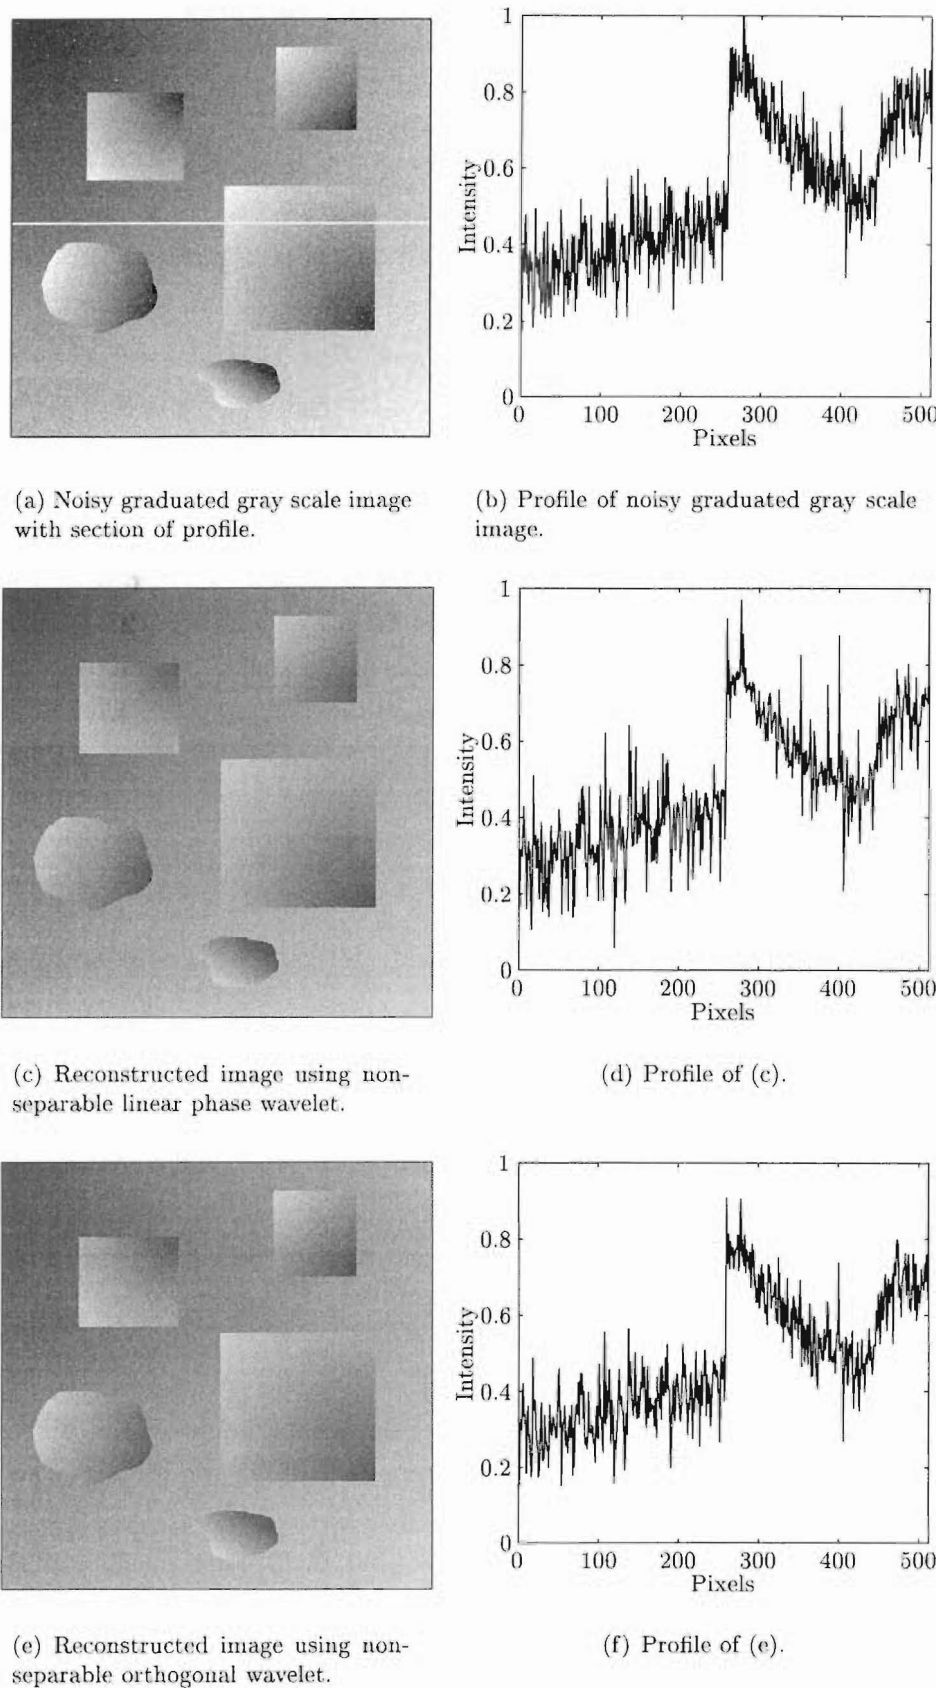 1
0.8
0.6
0.4
0.2
0
Intensity
0 100 200 300 400 500
Pixels
(a) Noisy graduated gray scale image
with section of profile.
(b) Profile of noisy graduated gray scale
image.
1
0.8
0.6
0.4
0.2
0
Intensity
0 100 200 300 400 500
Pixels
(c) Reconstructed image using non-
separable linear phase wavelet.
(d) Profile of (c).
1
0.8
0.6
0.4
0.2
0
Intensity
0 100 200 300 400 500
Pixels
(e) Reconstructed image using non-
separable orthogonal wavelet.
(f) Profile of (e).